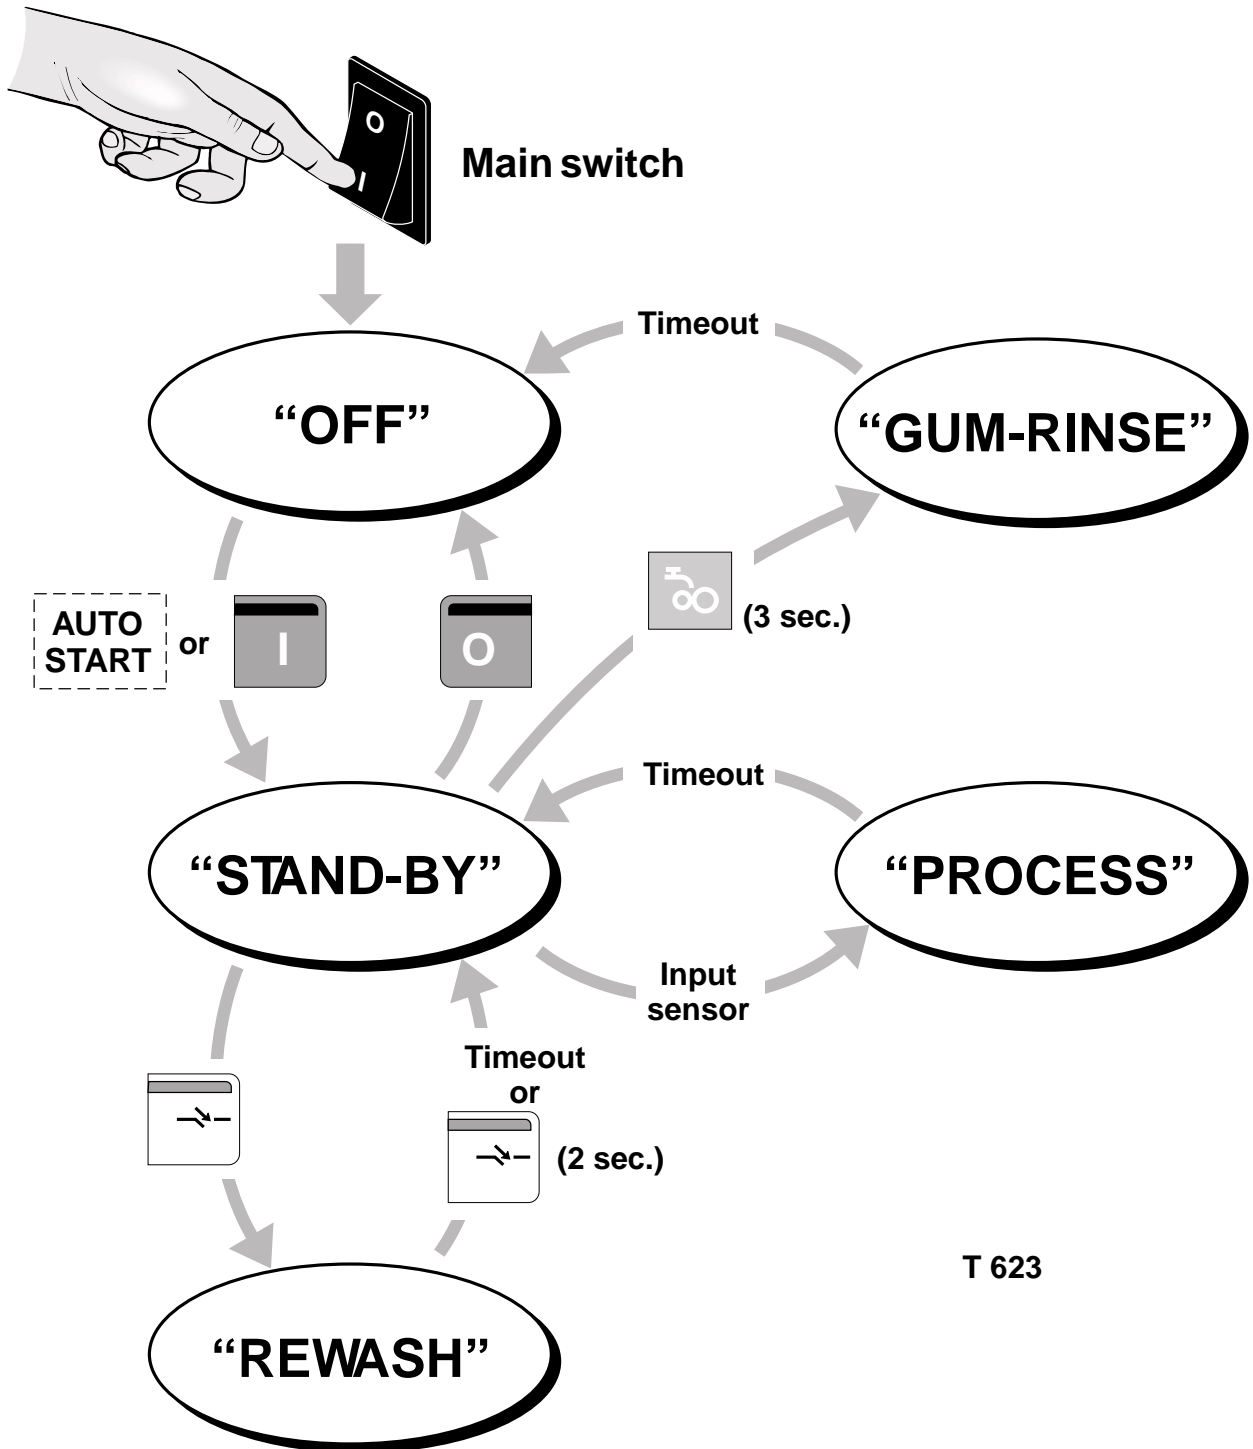 O
I
Main switch
Timeout
“OFF”
“GUM-RINSE”
AUTO
START
or
I
O
(3 sec.)
Timeout
“STAND-BY”
“PROCESS”
Input
sensor
Timeout
or
(2 sec.)
T 623
“REWASH”